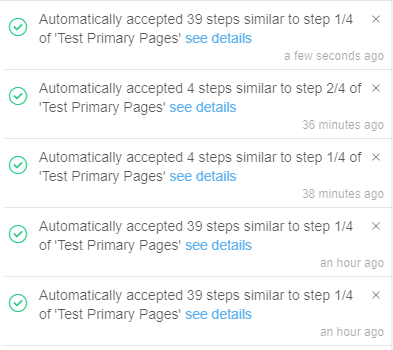 Automatically accepted 39 steps similar to step 1/4
of 'Test Primary Pages' see details
a few seconds ago
Automatically accepted 4 steps similar to step 2/4 of
'Test Primary Pages' see details
36 minutes ago
Automatically accepted 4 steps similar to step 1/4 of
'Test Primary Pages' see details
38 minutes ago
Automatically accepted 39 steps similar to step 1/4
of 'Test Primary Pages' see details
an hour ago
Automatically accepted 39 steps similar to step 1/4
of 'Test Primary Pages' see details
an hour ago